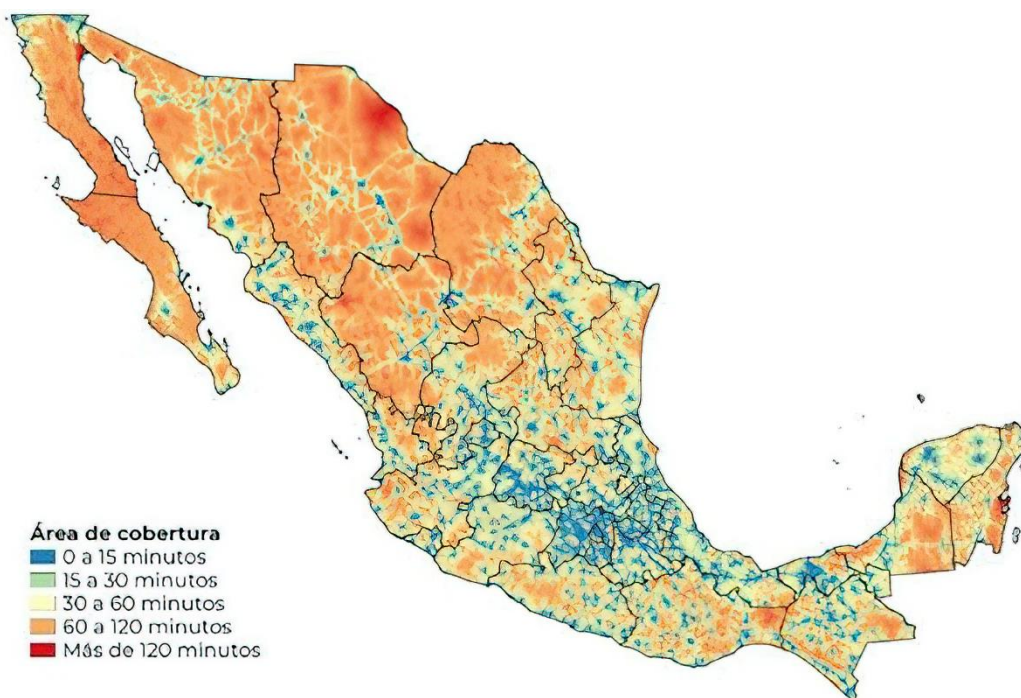 Área de cobertura
0 a 15 minutos
15 a 30 minutos
30 a 60 minutos
60 a 120 minutos
Más de 120 minutos